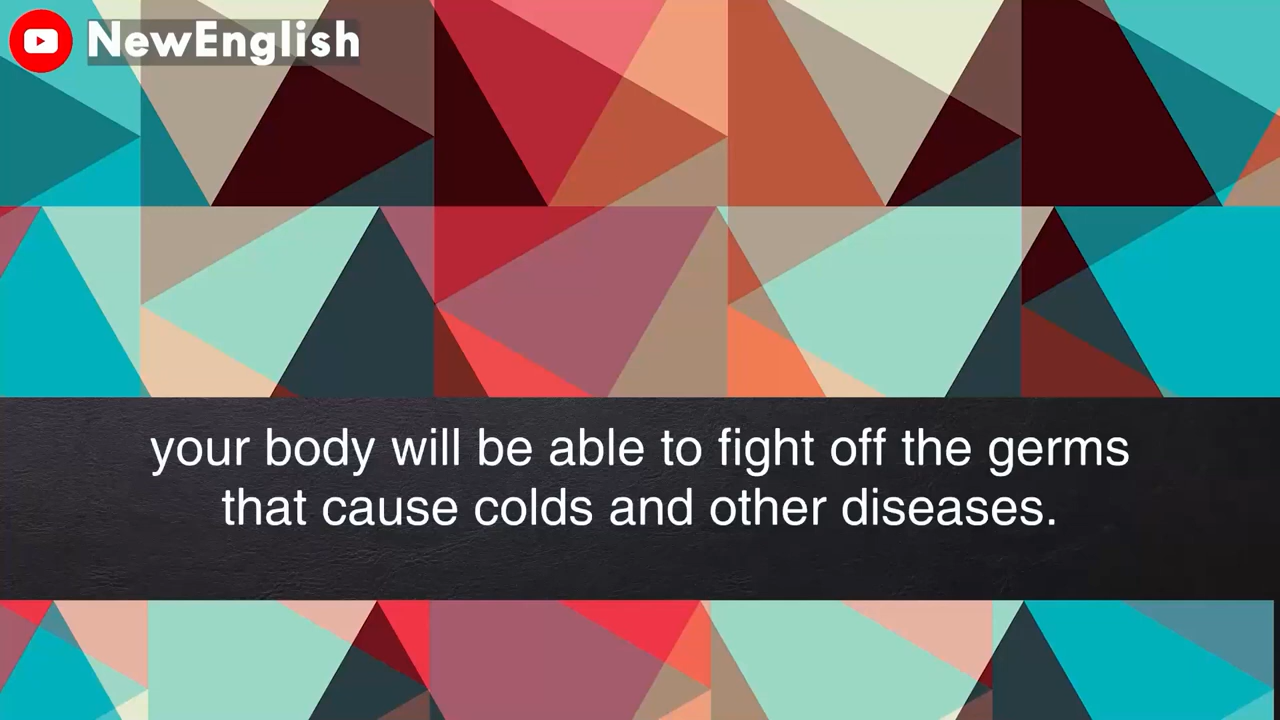 NewEnglish
your body will be able to fight off the germs
that cause colds and other diseases.